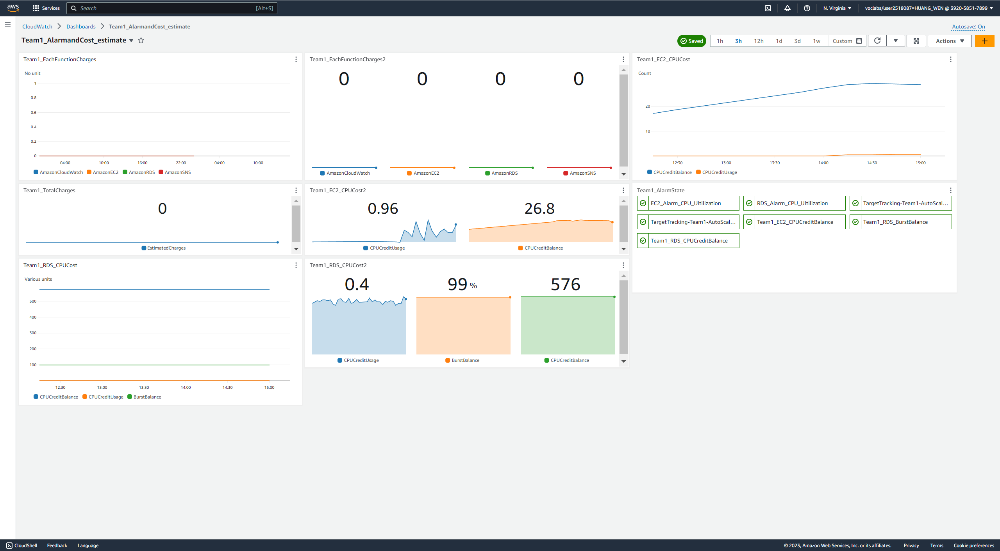 aws Services Search [Alt+S] N. Virginia voclabs/user2518087=HUANG_WEN @ 3920-5851-7899
CloudWatch Dashboards Team1_AlarmandCost_estimate Autosave: On
Team1_AlarmandCost_estimate Saved 1h 3h 12h 1d 3d 1w Custom Actions
Team1_EachFunctionCharges
No unit
1
0.8
0.6
0.4
0.2
0
04:00 10:00 16:00 22:00 04:00 10:00
AmazonCloudWatch AmazonEC2 AmazonRDS AmazonSNS
Team1_EachFunctionCharges2
0 0 0 0
AmazonCloudWatch AmazonEC2 AmazonRDS AmazonSNS
Team1_EC2_CPUCost
Count
20
10
12:30 13:00 13:30 14:00 14:30 15:00
CPUCreditBalance CPUCreditUsage
Team1_TotalCharges
0
EstimatedCharges
Team1_EC2_CPUCost2
0.96 26.8
CPUCreditUsage CPUCreditBalance
Team1_AlarmState
EC2_Alarm_CPU_Ultilization RDS_Alarm_CPU_Ultilization TargetTracking-Team1-AutoScal...
TargetTracking-Team1-AutoScal... Team1_EC2_CPUCreditBalance Team1_RDS_BurstBalance
Team1_RDS_CPUCreditBalance
Team1_RDS_CPUCost
Various units
500
400
300
200
100
12:30 13:00 13:30 14:00 14:30 15:00
CPUCreditBalance CPUCreditUsage BurstBalance
Team1_RDS_CPUCost2
0.4 99 % 576
CPUCreditUsage BurstBalance CPUCreditBalance
CloudShell Feedback Language © 2023, Amazon Web Services, Inc. or its affiliates. Privacy Terms Cookie preferences